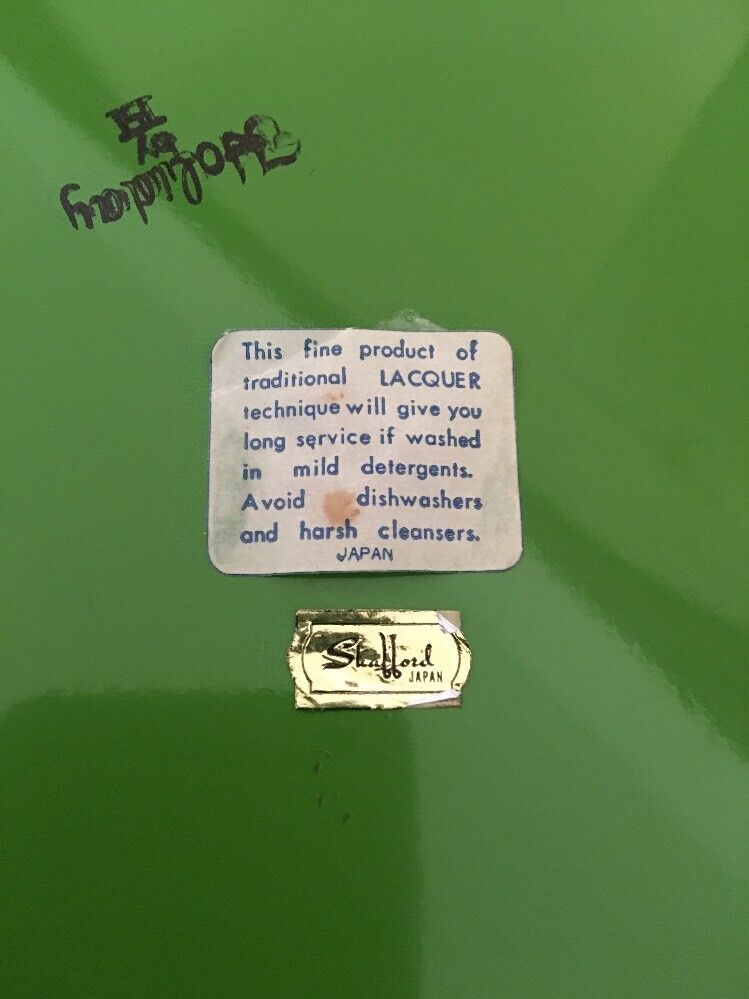 This fine product of
traditional LACQUER
technique will give you
long service if washed
in mild detergents.
Avoid dishwashers
and harsh cleansers.
JAPAN
Shafford
JAPAN